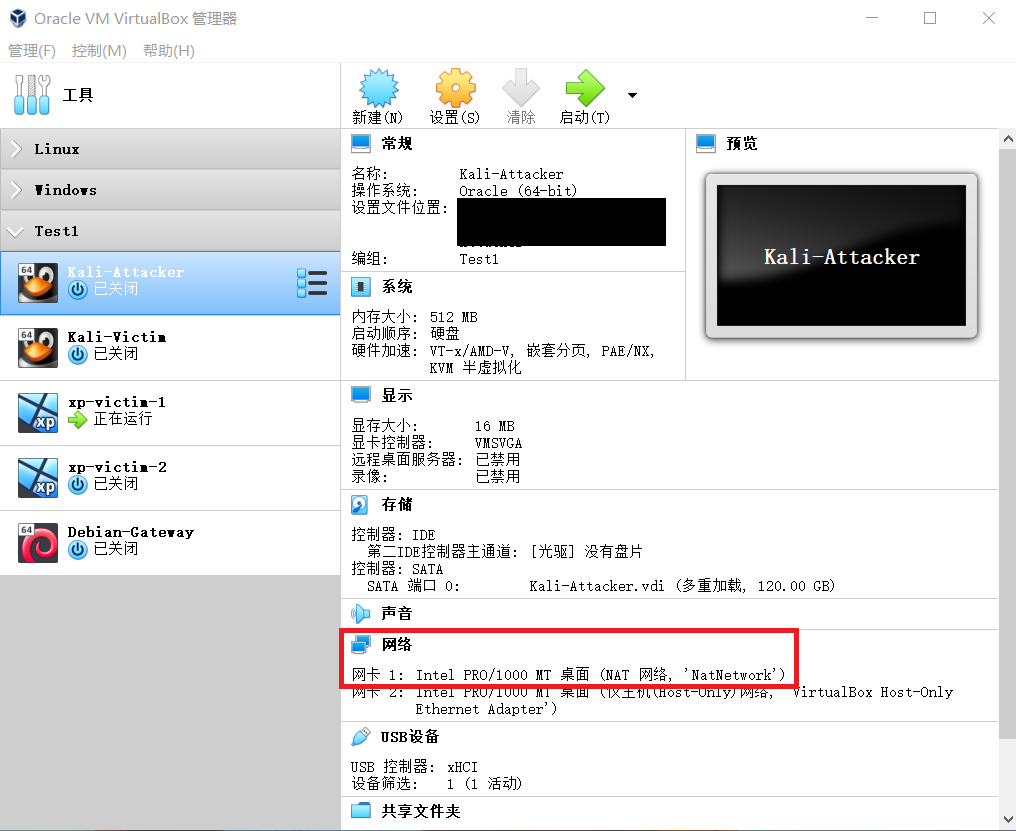 Oracle VM VirtualBox 管理器
管理(F) 控制(M) 帮助(H)
工具
新建(N) 设置(S) 清除 启动(T)
Linux
Windows
Test1
64
Kali-Attacker
已关闭
64
Kali-Victim
已关闭
xp
xp-victim-1
正在运行
xp
xp-victim-2
已关闭
64
Debian-Gateway
已关闭
常规
名称: Kali-Attacker
操作系统: Oracle (64-bit)
设置文件位置:
编组: Test1
预览
Kali-Attacker
系统
内存大小: 512 MB
启动顺序: 硬盘
硬件加速: VT-x/AMD-V, 嵌套分页, PAE/NX,
KVM 半虚拟化
显示
显存大小: 16 MB
显卡控制器: VMSVGA
远程桌面服务器: 已禁用
录像: 已禁用
存储
控制器: IDE
第二IDE控制器主通道: [光驱] 没有盘片
控制器: SATA
SATA 端口 0: Kali-Attacker.vdi (多重加载, 120.00 GB)
声音
网络
网卡 1: Intel PRO/1000 MT 桌面 (NAT 网络, 'NatNetwork')
网卡 2: Intel PRO/1000 MT 桌面 (仅主机(Host-Only)网络, 'VirtualBox Host-Only
Ethernet Adapter')
USB设备
USB 控制器: xHCI
设备筛选: 1 (1 活动)
共享文件夹